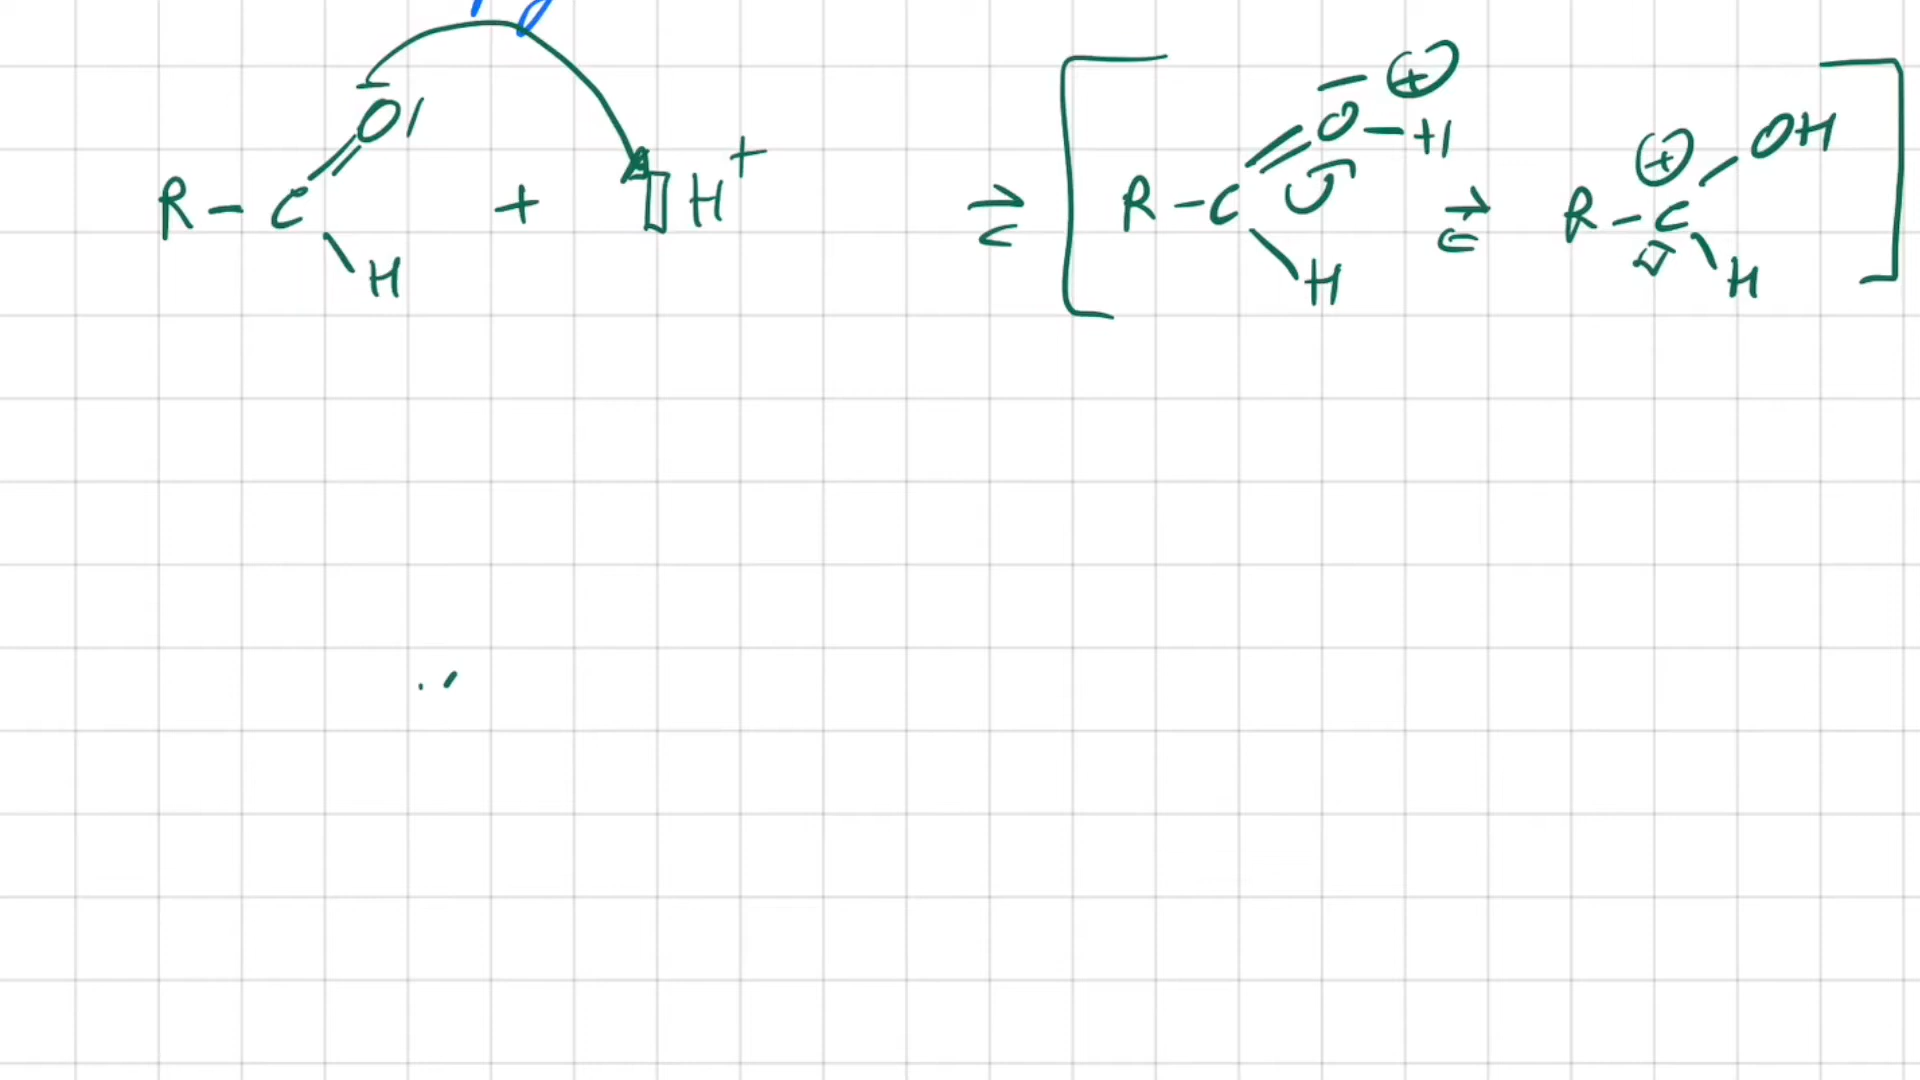 R - C = O - H + H+ ⇌ [ R - C = O - H ⊕ - H ⇌ R - C ⊕ - OH - H ]